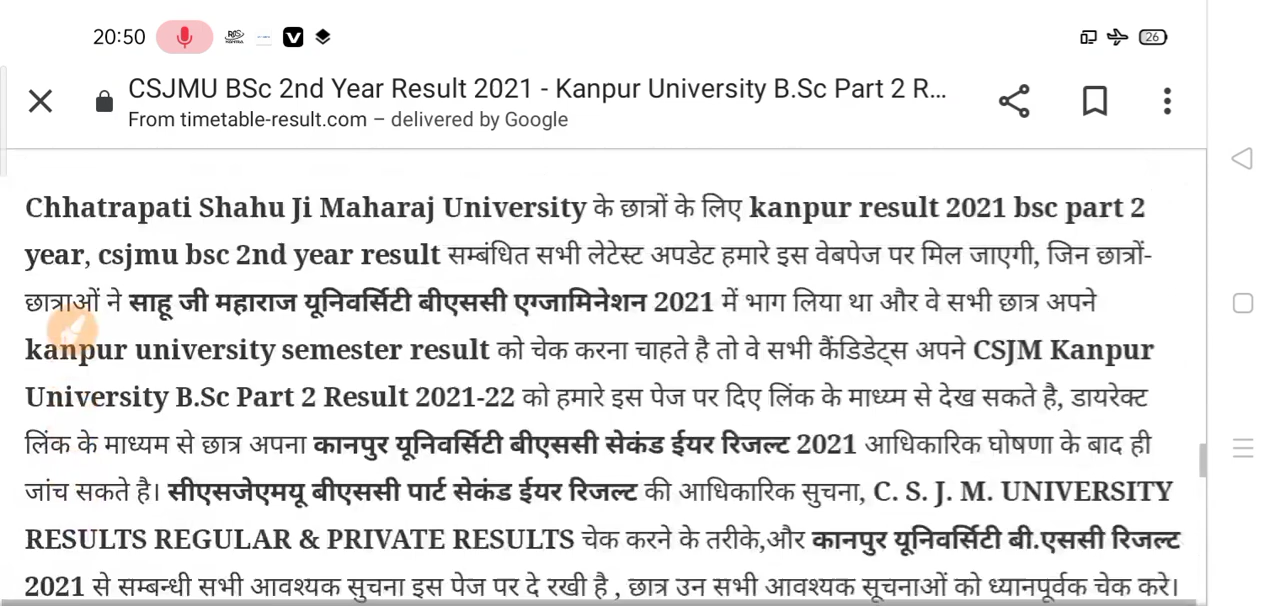 20:50
26
CSJMU BSc 2nd Year Result 2021 - Kanpur University B.Sc Part 2 R...
From timetable-result.com – delivered by Google
Chhatrapati Shahu Ji Maharaj University के छात्रों के लिए kanpur result 2021 bsc part 2
year, csjmu bsc 2nd year result सम्बंधित सभी लेटेस्ट अपडेट हमारे इस वेबपेज पर मिल जाएगी, जिन छात्रों-
छात्राओं ने साहू जी महाराज यूनिवर्सिटी बीएससी एग्जामिनेशन 2021 में भाग लिया था और वे सभी छात्र अपने
kanpur university semester result को चेक करना चाहते है तो वे सभी कैंडिडेट्स अपने CSJM Kanpur
University B.Sc Part 2 Result 2021-22 को हमारे इस पेज पर दिए लिंक के माध्य्म से देख सकते है, डायरेक्ट
लिंक के माध्यम से छात्र अपना कानपुर यूनिवर्सिटी बीएससी सेकंड ईयर रिजल्ट 2021 आधिकारिक घोषणा के बाद ही
जांच सकते है। सीएसजेएमयू बीएससी पार्ट सेकंड ईयर रिजल्ट की आधिकारिक सुचना, C. S. J. M. UNIVERSITY
RESULTS REGULAR & PRIVATE RESULTS चेक करने के तरीके,और कानपुर यूनिवर्सिटी बी.एससी रिजल्ट
2021 से सम्बन्धी सभी आवश्यक सुचना इस पेज पर दे रखी है , छात्र उन सभी आवश्यक सूचनाओं को ध्यानपूर्वक चेक करे।